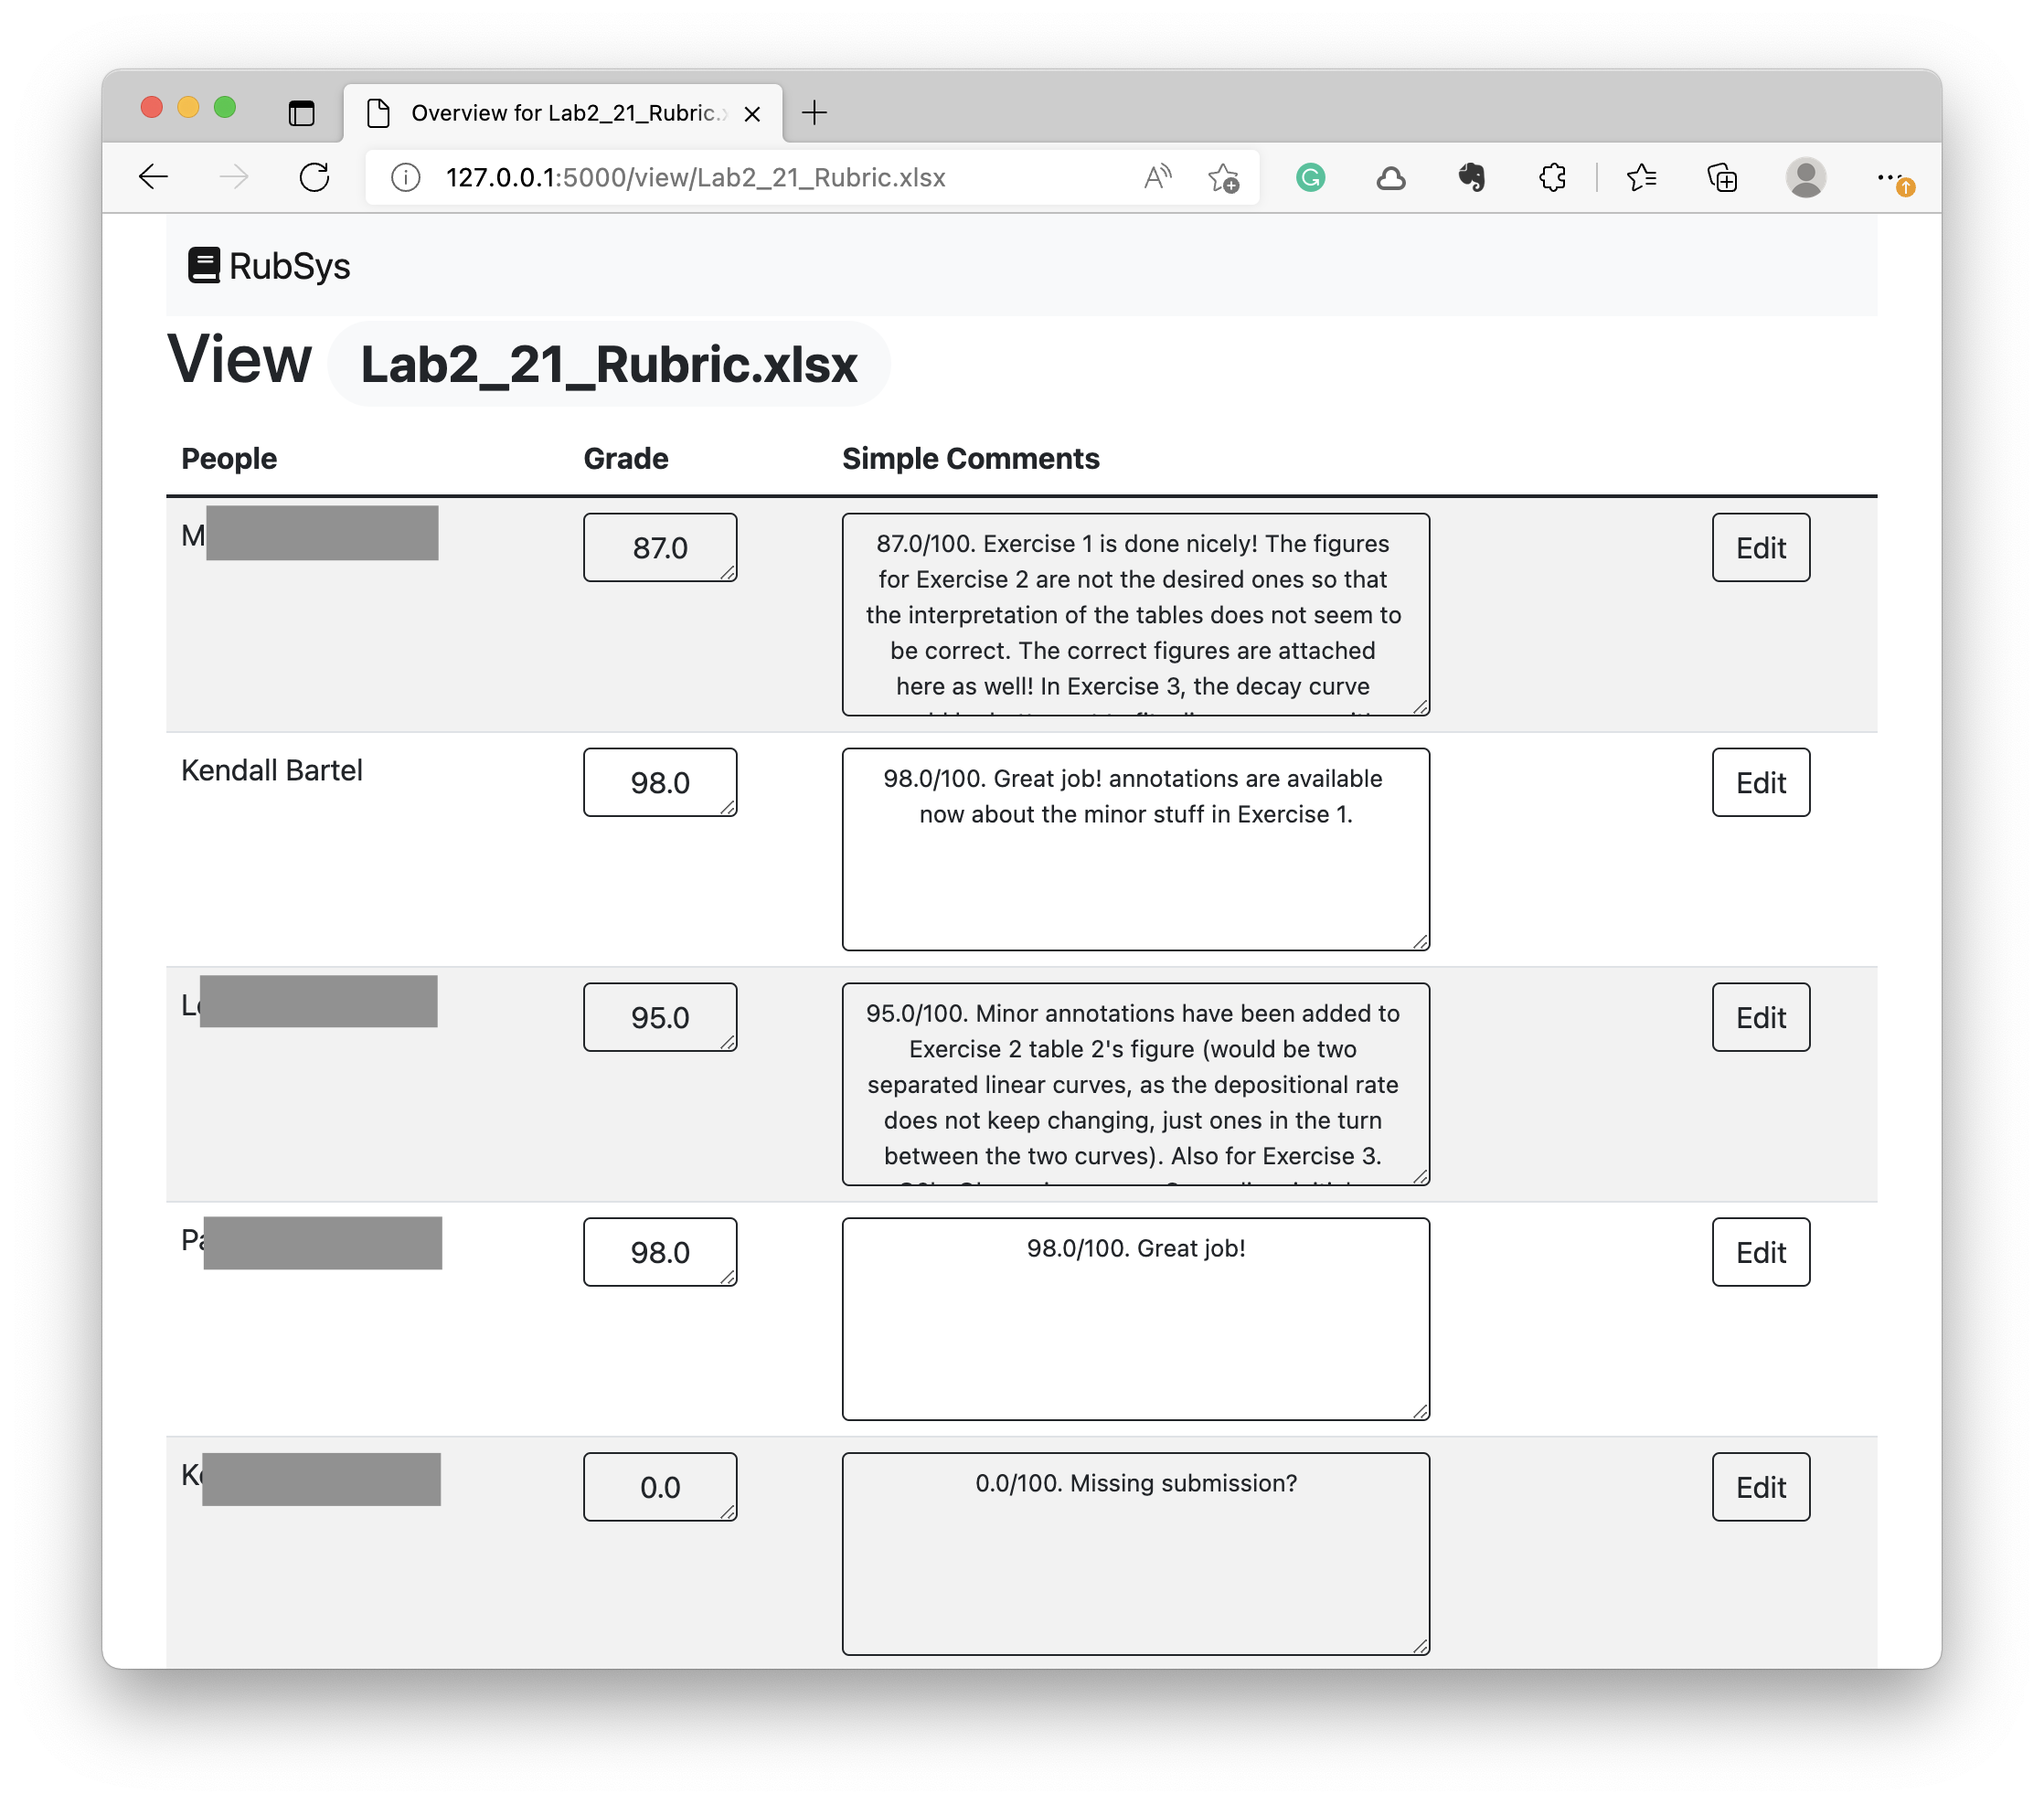 Overview for Lab2_21_Rubric.
127.0.0.1:5000/view/Lab2_21_Rubric.xlsx
RubSys
View Lab2_21_Rubric.xlsx
People Grade Simple Comments
M 87.0 Edit
87.0/100. Exercise 1 is done nicely! The figures
for Exercise 2 are not the desired ones so that
the interpretation of the tables does not seem to
be correct. The correct figures are attached
here as well! In Exercise 3, the decay curve
Kendall Bartel 98.0 Edit
98.0/100. Great job! annotations are available
now about the minor stuff in Exercise 1.
95.0 Edit
95.0/100. Minor annotations have been added to
Exercise 2 table 2's figure (would be two
separated linear curves, as the depositional rate
does not keep changing, just ones in the turn
between the two curves). Also for Exercise 3.
98.0 98.0/100. Great job! Edit
0.0 0.0/100. Missing submission? Edit